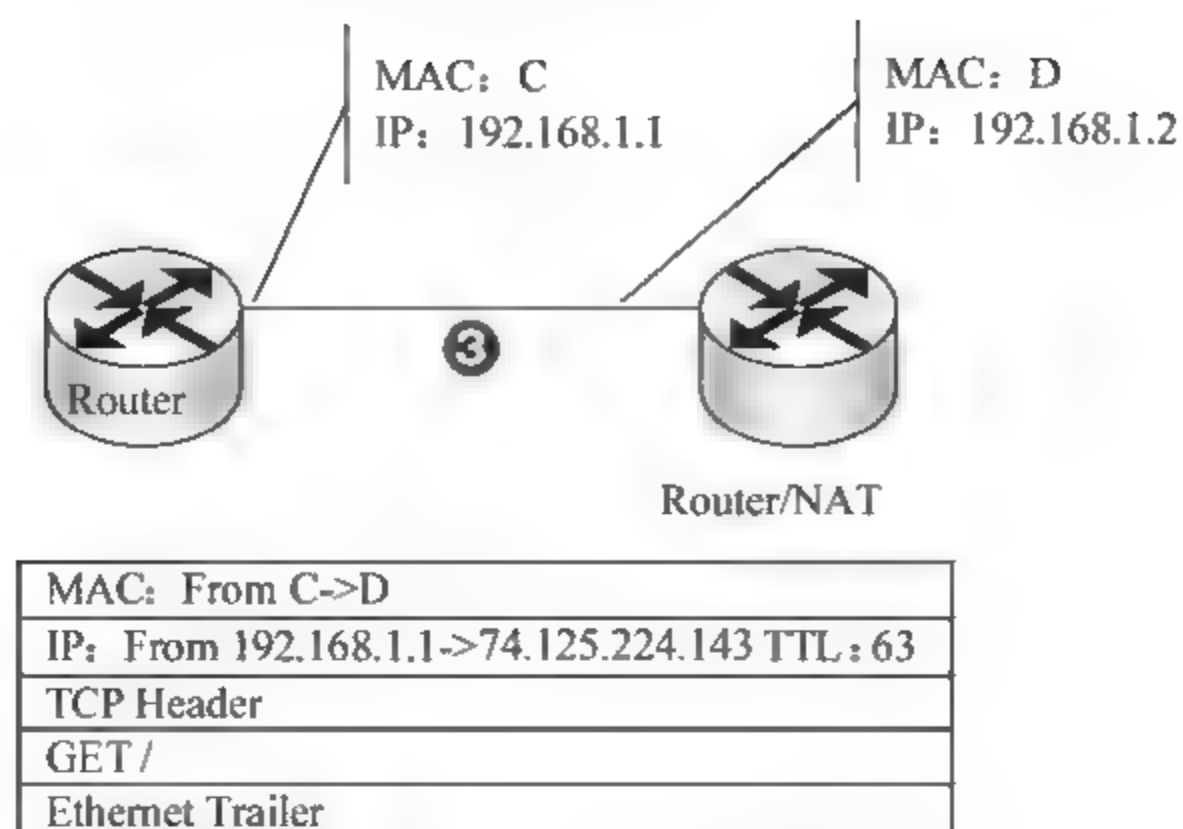 MAC：C
IP：192.168.1.1
MAC：D
IP：192.168.1.2
Router
③
Router/NAT
MAC：From C->D
IP：From 192.168.1.1->74.125.224.143 TTL：63
TCP Header
GET /
Ethernet Trailer